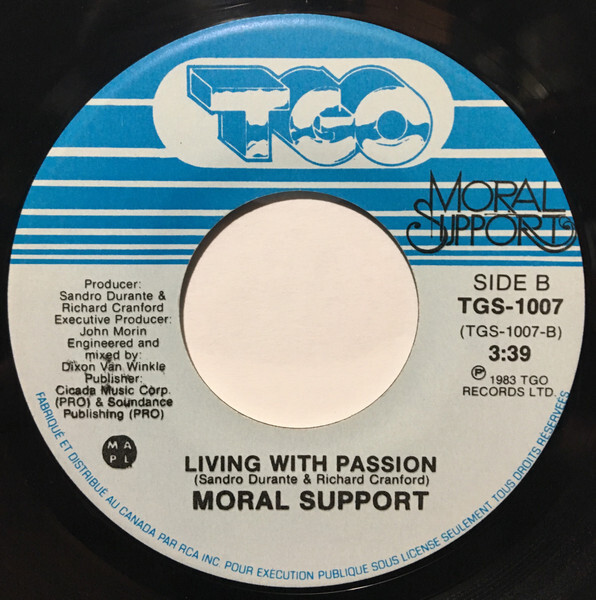 TGO
MORAL
SUPPORT
SIDE B
TGS-1007
(TGS-1007-B)
3:39
℗ 1983 TGO
RECORDS LTD.
Producer:
Sandro Durante &
Richard Cranford
Executive Producer:
John Morin
Engineered and
mixed by:
Dixon Van Winkle
Publisher:
Cicada Music Corp.
(PRO) & Soundance
Publishing (PRO)
M A
P L
LIVING WITH PASSION
(Sandro Durante & Richard Cranford)
MORAL SUPPORT
FABRIQUÉ ET DISTRIBUÉ AU CANADA PAR RCA INC. POUR EXÉCUTION PUBLIQUE SOUS LICENSE SEULEMENT TOUS DROITS RÉSERVÉES